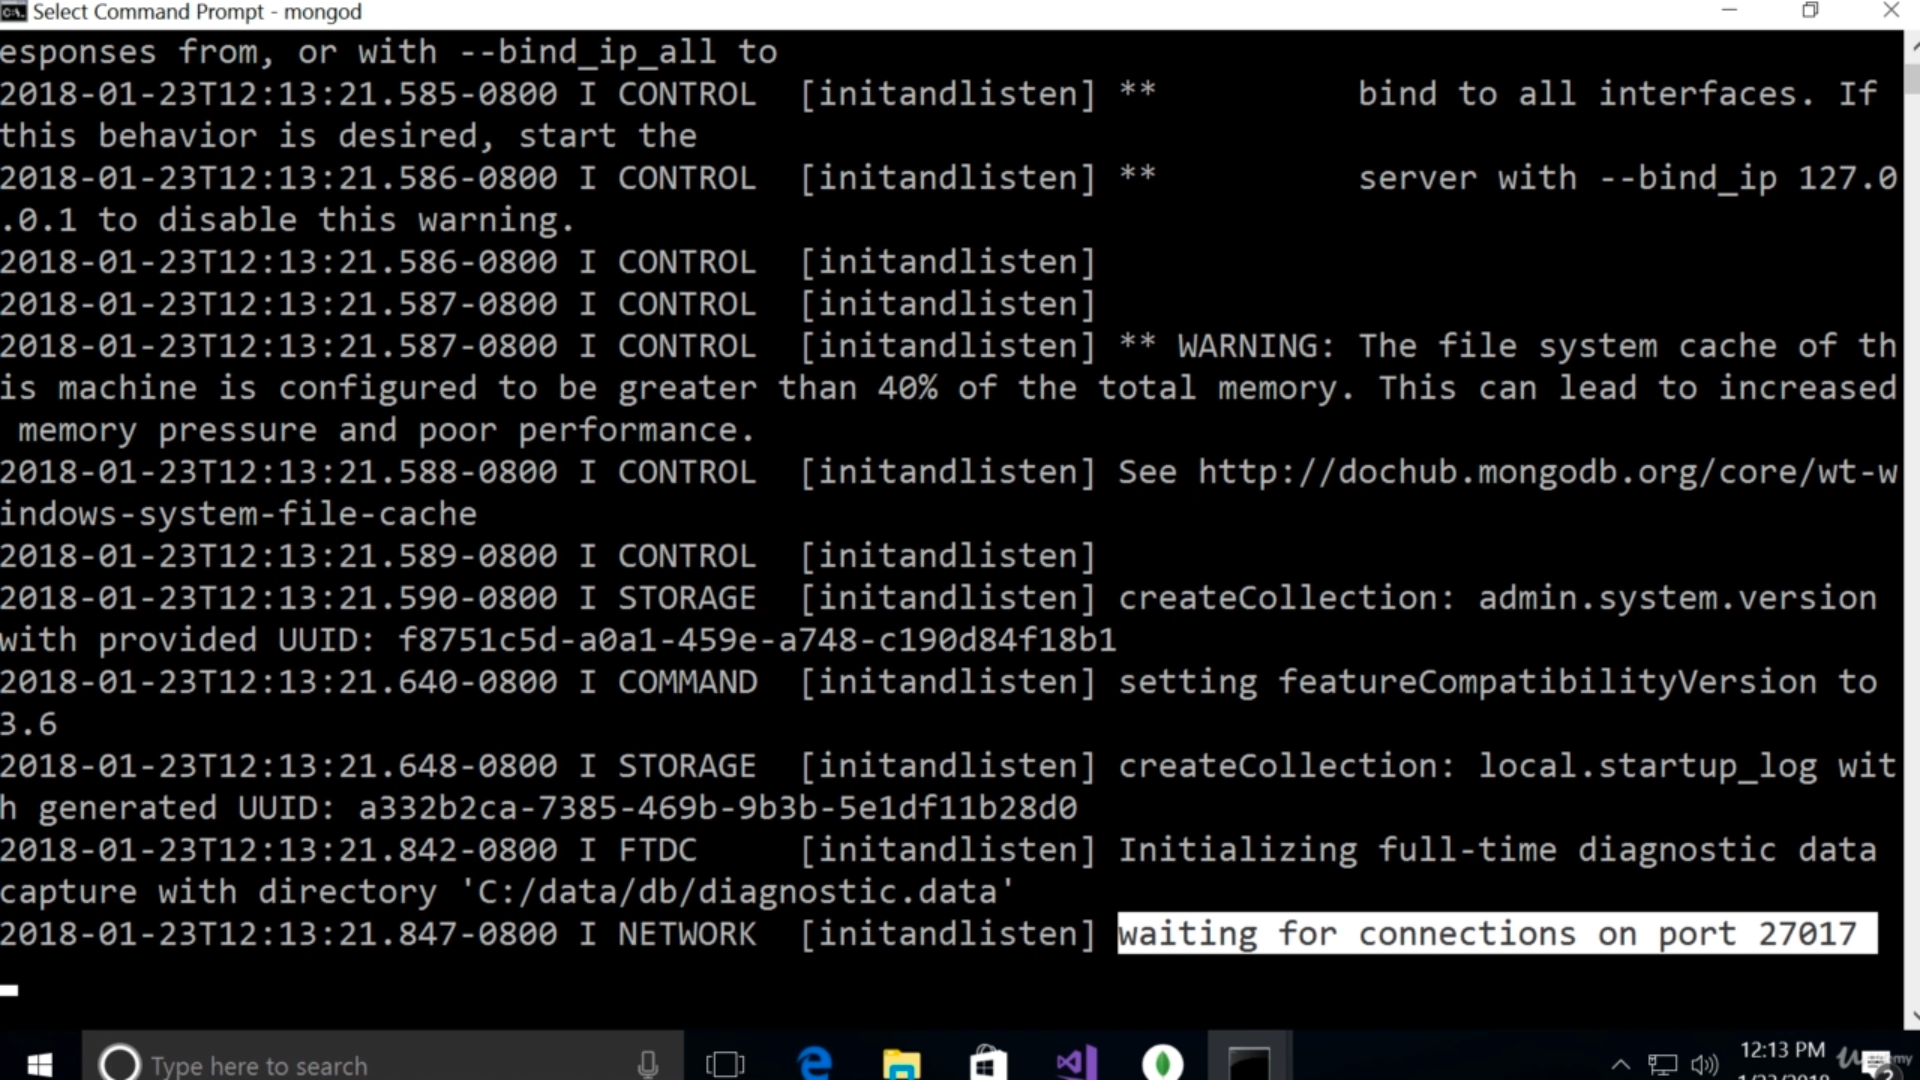 Select Command Prompt - mongod
esponses from, or with --bind_ip_all to
2018-01-23T12:13:21.585-0800 I CONTROL  [initandlisten] **          bind to all interfaces. If
this behavior is desired, start the
2018-01-23T12:13:21.586-0800 I CONTROL  [initandlisten] **          server with --bind_ip 127.0
.0.1 to disable this warning.
2018-01-23T12:13:21.586-0800 I CONTROL  [initandlisten]
2018-01-23T12:13:21.587-0800 I CONTROL  [initandlisten]
2018-01-23T12:13:21.587-0800 I CONTROL  [initandlisten] ** WARNING: The file system cache of th
is machine is configured to be greater than 40% of the total memory. This can lead to increased
 memory pressure and poor performance.
2018-01-23T12:13:21.588-0800 I CONTROL  [initandlisten] See http://dochub.mongodb.org/core/wt-w
indows-system-file-cache
2018-01-23T12:13:21.589-0800 I CONTROL  [initandlisten]
2018-01-23T12:13:21.590-0800 I STORAGE  [initandlisten] createCollection: admin.system.version
with provided UUID: f8751c5d-a0a1-459e-a748-c190d84f18b1
2018-01-23T12:13:21.640-0800 I COMMAND  [initandlisten] setting featureCompatibilityVersion to
3.6
2018-01-23T12:13:21.648-0800 I STORAGE  [initandlisten] createCollection: local.startup_log wit
h generated UUID: a332b2ca-7385-469b-9b3b-5e1df11b28d0
2018-01-23T12:13:21.842-0800 I FTDC     [initandlisten] Initializing full-time diagnostic data
capture with directory 'C:/data/db/diagnostic.data'
2018-01-23T12:13:21.847-0800 I NETWORK  [initandlisten] waiting for connections on port 27017
Type here to search
12:13 PM